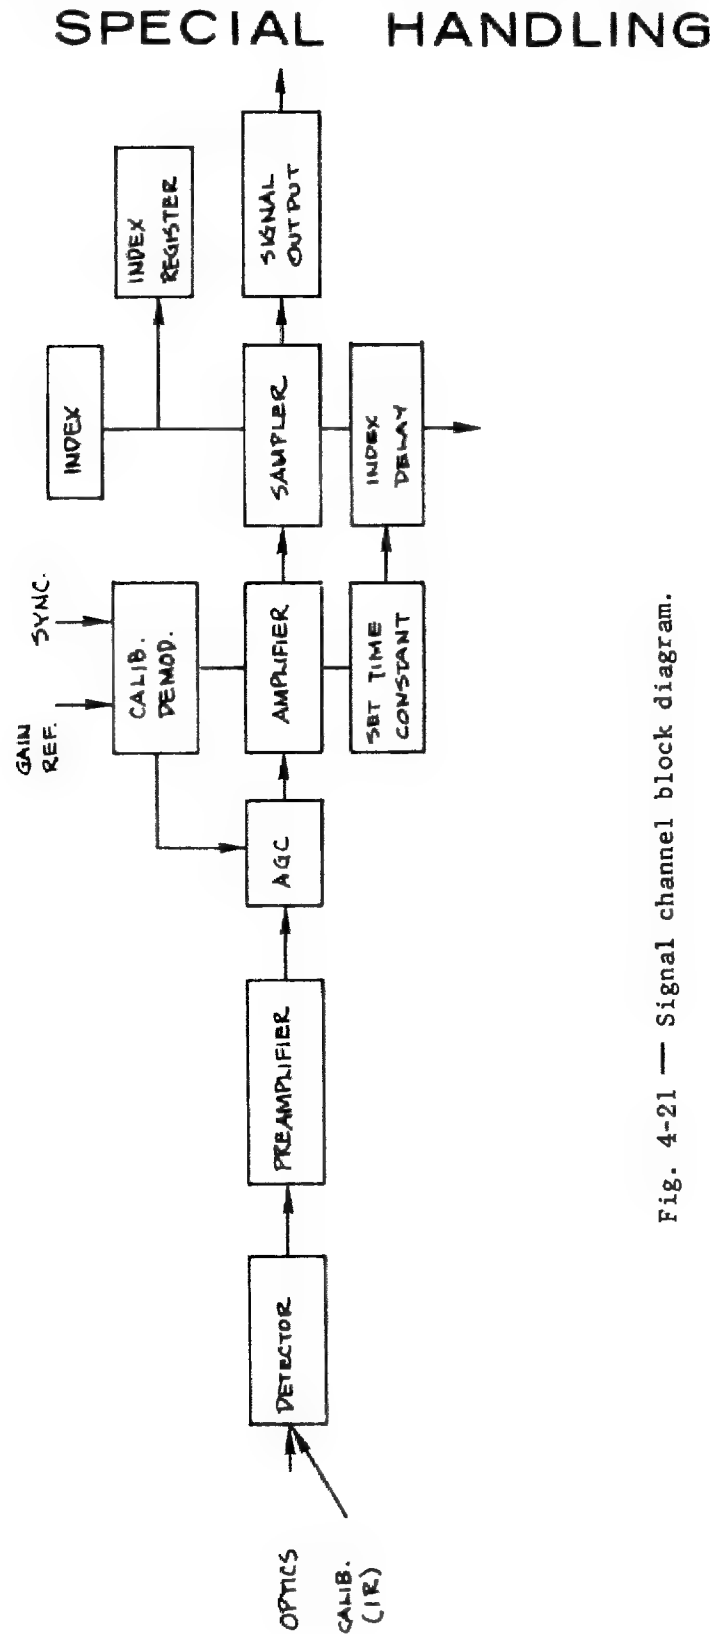 SPECIAL HANDLING
OPTICS
CALIB.
(IR)
DETECTOR
PREAMPLIFIER
AGC
GAIN
REF.
SYNC.
CALIB.
DEMOD.
AMPLIFIER
SET TIME
CONSTANT
INDEX
SAMPLER
INDEX
DELAY
INDEX
REGISTER
SIGNAL
OUTPUT
Fig. 4-21 — Signal channel block diagram.